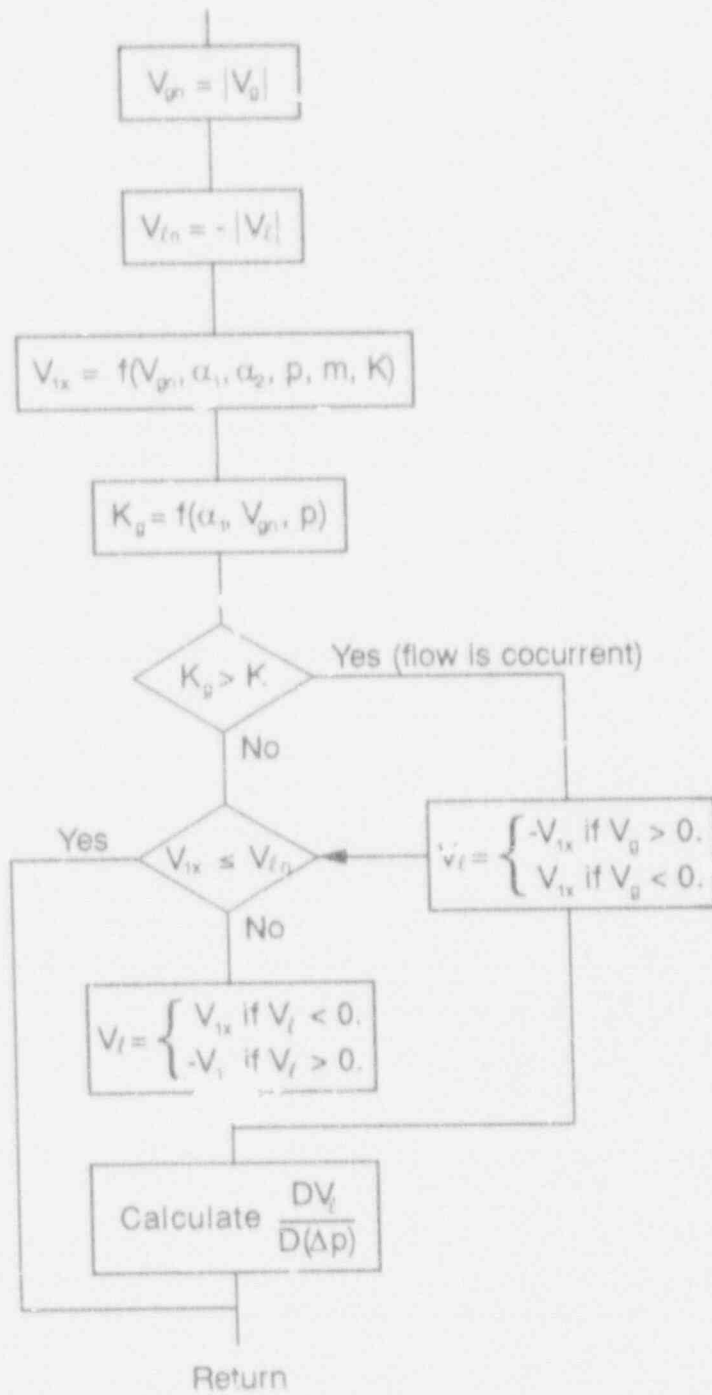 V_gn = |V_g|
V_ℓn = - |V_ℓ|
V_1x = f(V_gn, α_1, α_2, p, m, K)
K_g = f(α_1, V_gn, p)
K_g > K
Yes (flow is cocurrent)
No
Yes
V_1x ≤ V_ℓn
V_ℓ = { -V_1x if V_g > 0.
V_1x if V_g < 0.
No
V_ℓ = { V_1x if V_ℓ < 0.
-V_1 if V_ℓ > 0.
Calculate DV_ℓ / D(Δp)
Return